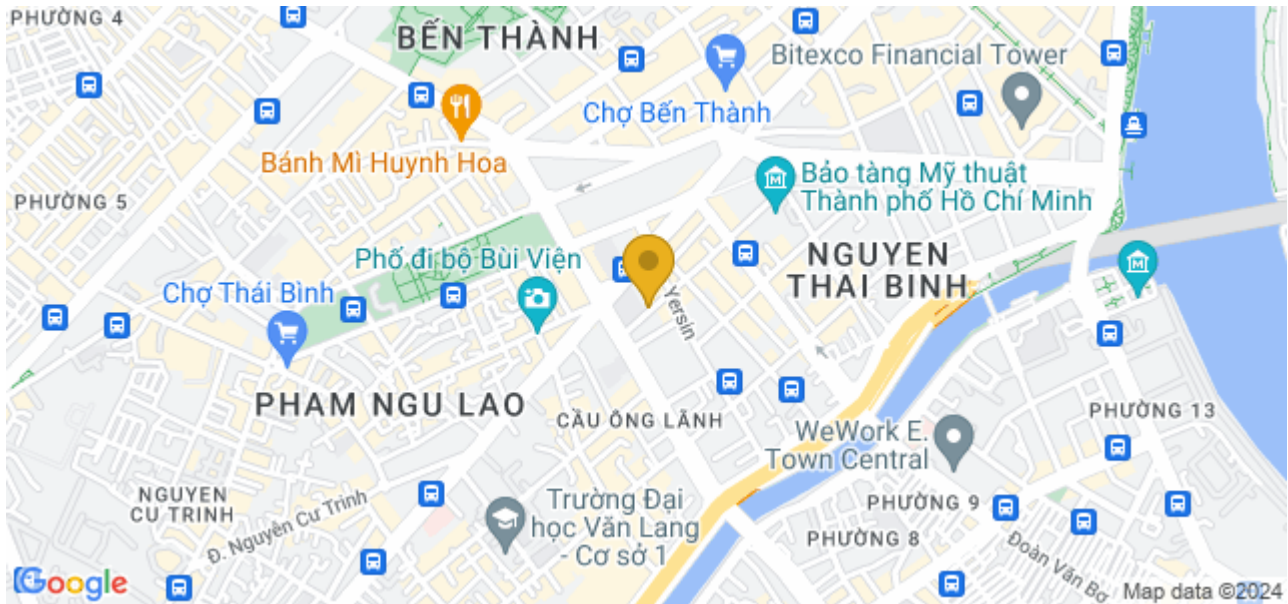 PHƯỜNG 4
BẾN THÀNH
Bitexco Financial Tower
Chợ Bến Thành
Bánh Mì Huynh Hoa
Bảo tàng Mỹ thuật
Thành phố Hồ Chí Minh
PHƯỜNG 5
Phố đi bộ Bùi Viện
NGUYEN
THAI BINH
Chợ Thái Bình
Yersin
PHAM NGU LAO
CẦU ÔNG LÃNH
PHƯỜNG 13
WeWork E.
Town Central
NGUYEN
CU TRINH
Đ. Nguyễn Cư Trinh
Trường Đại
học Văn Lang
- Cơ sở 1
PHƯỜNG 9
PHƯỜNG 8
Đoàn Văn Bơ
Google
Map data ©2024